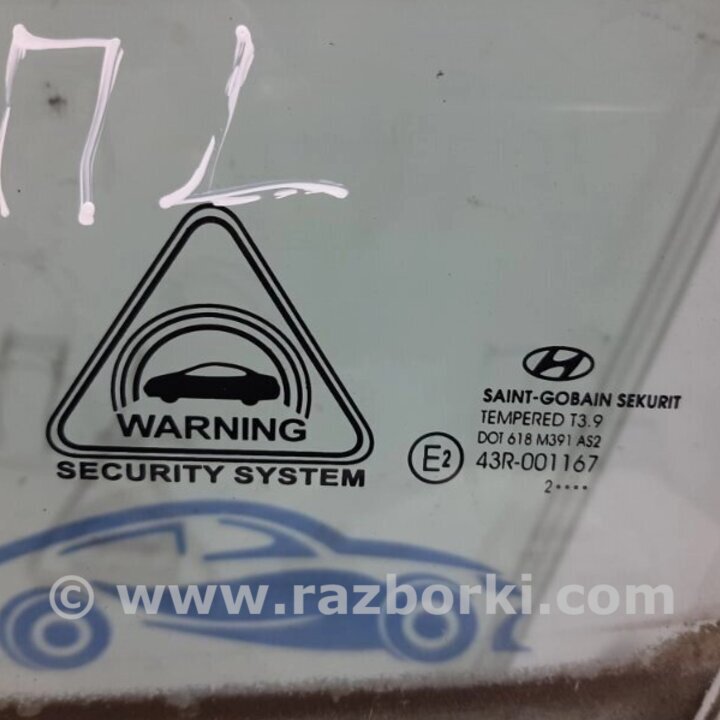 ПL
WARNING
SECURITY SYSTEM
SAINT-GOBAIN SEKURIT
TEMPERED T3.9
DOT 618 M391 AS2
E2 43R-001167
2••••
© www.razborki.com